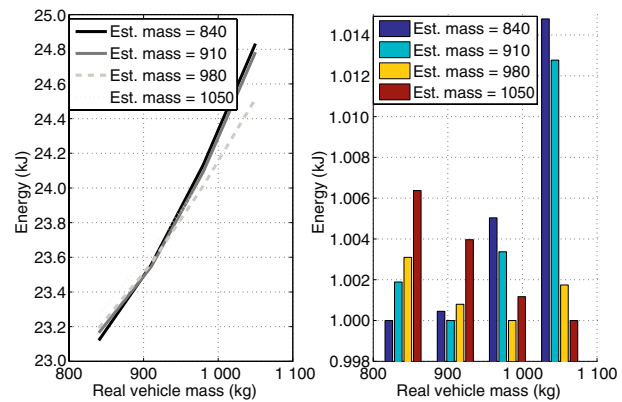 25.0
24.8
24.6
24.4
24.2
24.0
23.8
23.6
23.4
23.2
23.0
Energy (kJ)
Est. mass = 840
Est. mass = 910
Est. mass = 980
Est. mass = 1050
800
900
1 000
1 100
Real vehicle mass (kg)
1.014
1.012
1.010
1.008
1.006
1.004
1.002
1.000
0.998
Energy (kJ)
Est. mass = 840
Est. mass = 910
Est. mass = 980
Est. mass = 1050
800
900
1 000
1 100
Real vehicle mass (kg)